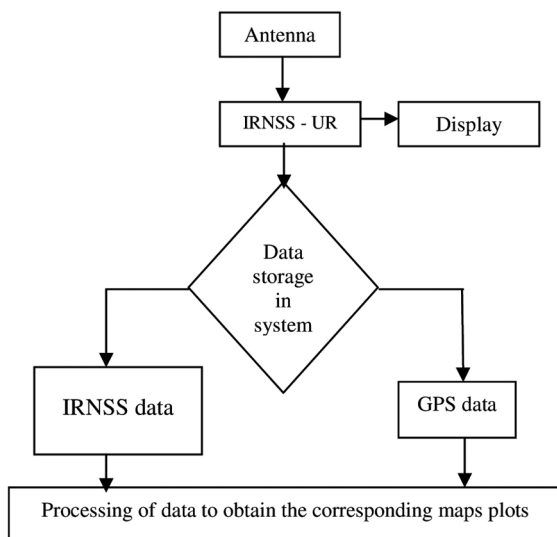 Antenna
IRNSS - UR
Display
Data
storage
in
system
IRNSS data
GPS data
Processing of data to obtain the corresponding maps plots